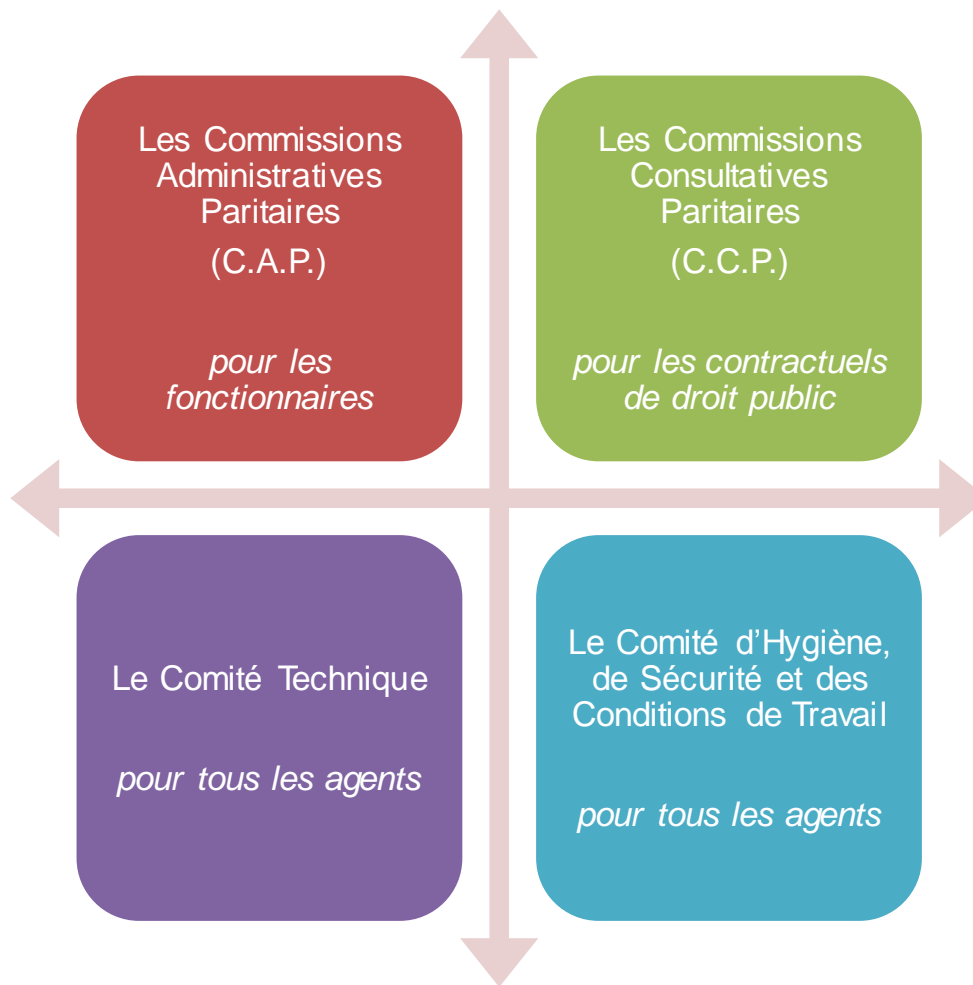 Les Commissions
Administratives
Paritaires
(C.A.P.)
pour les
fonctionnaires
Les Commissions
Consultatives
Paritaires
(C.C.P.)
pour les contractuels
de droit public
Le Comité Technique
pour tous les agents
Le Comité d’Hygiène,
de Sécurité et des
Conditions de Travail
pour tous les agents